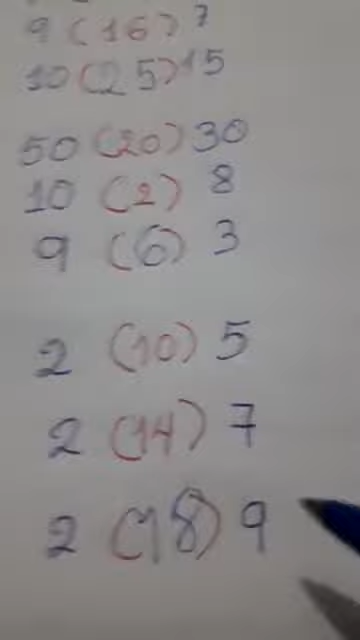 9 (16) 7
10 (25) 15
50 (20) 30
10 (2) 8
9 (6) 3
2 (10) 5
2 (14) 7
2 (18) 9